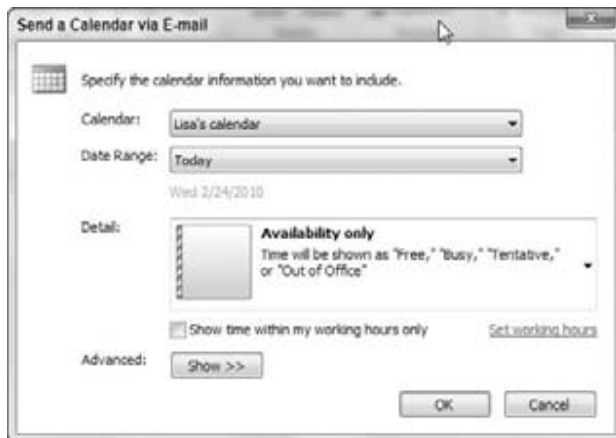 Send a Calendar via E-mail
Specify the calendar information you want to include.
Calendar: Lisa's calendar
Date Range: Today
Wed 2/24/2010
Detail: Availability only
Time will be shown as "Free," "Busy," "Tentative,"
or "Out of Office"
Show time within my working hours only Set working hours
Advanced: Show >>
OK Cancel